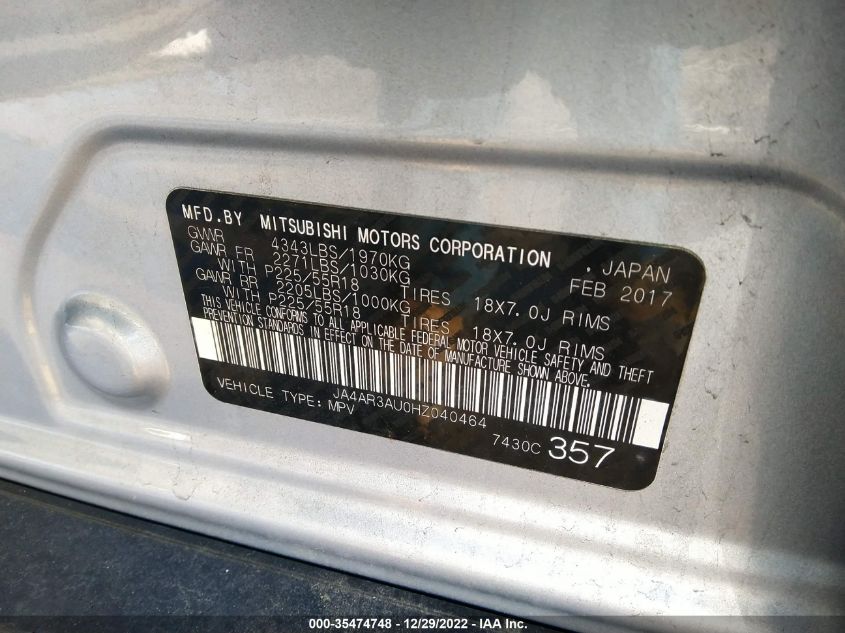 MFD.BY MITSUBISHI MOTORS CORPORATION . JAPAN
GVWR 4343LBS/1970KG FEB 2017
GAWR FR 2271LBS/1030KG
WITH P225/55R18 TIRES 18X7.0J RIMS
GAWR RR 2205LBS/1000KG
WITH P225/55R18 TIRES 18X7.0J RIMS
THIS VEHICLE CONFORMS TO ALL APPLICABLE FEDERAL MOTOR VEHICLE SAFETY AND THEFT
PREVENTION STANDARDS IN EFFECT ON THE DATE OF MANUFACTURE SHOWN ABOVE.
JA4AR3AU0HZ040464
VEHICLE TYPE: MPV 7430C 357
000-35474748 - 12/29/2022 - IAA Inc.